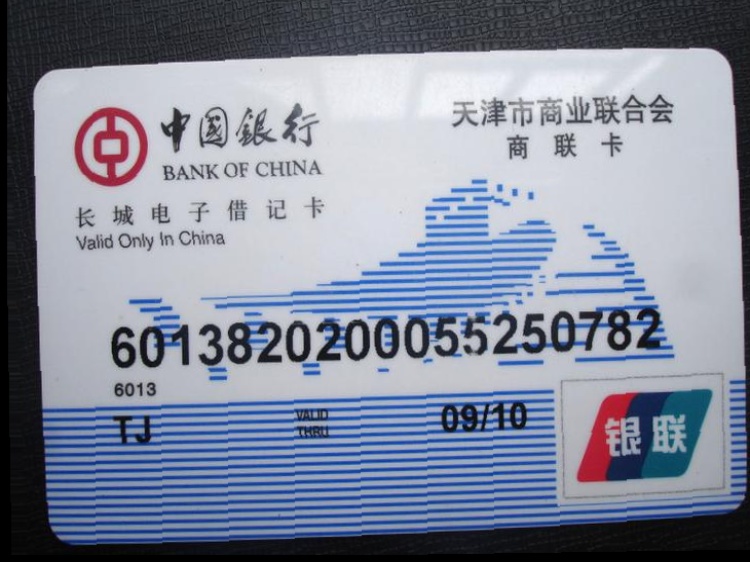 中国銀行
BANK OF CHINA
天津市商业联合会
商联卡
长城电子借记卡
Valid Only In China
6013820200055250782
6013
TJ
VALID
THRU
09/10
银联